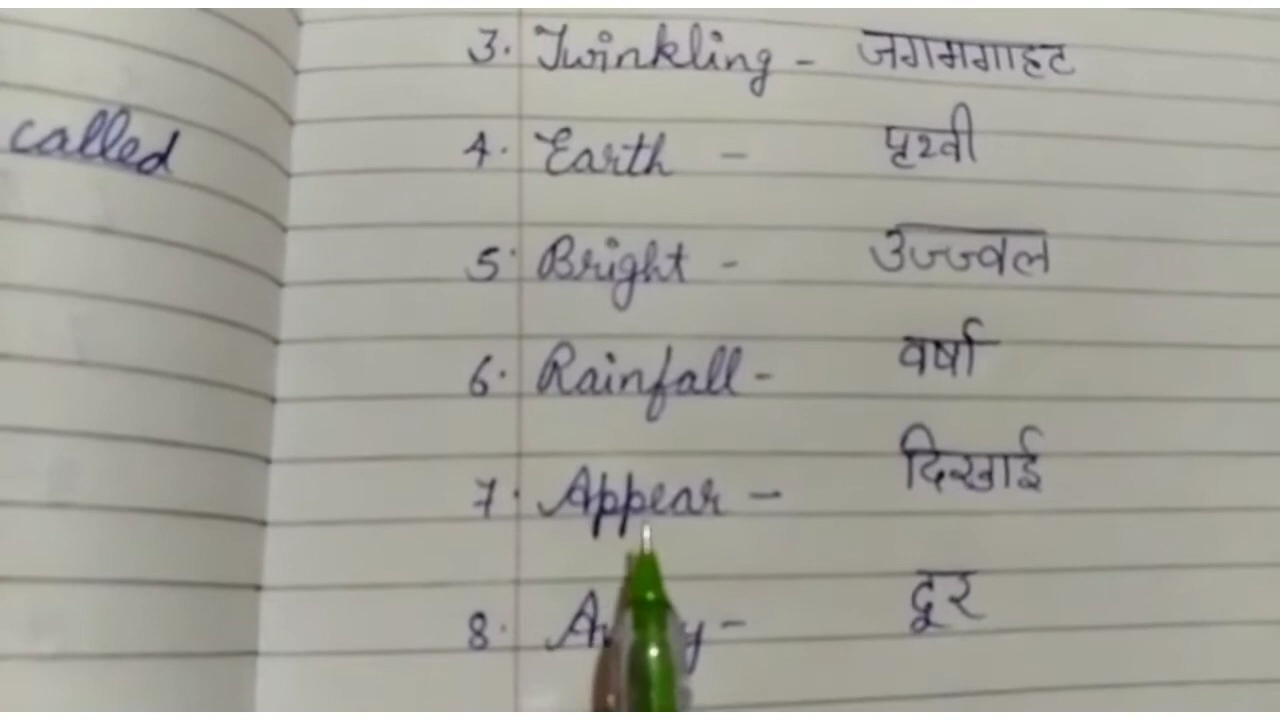 called
3. Twinkling - जगमगाहट
4. Earth - पृथ्वी
5. Bright - उज्ज्वल
6. Rainfall - वर्षा
7. Appear - दिखाई
8. - दूर